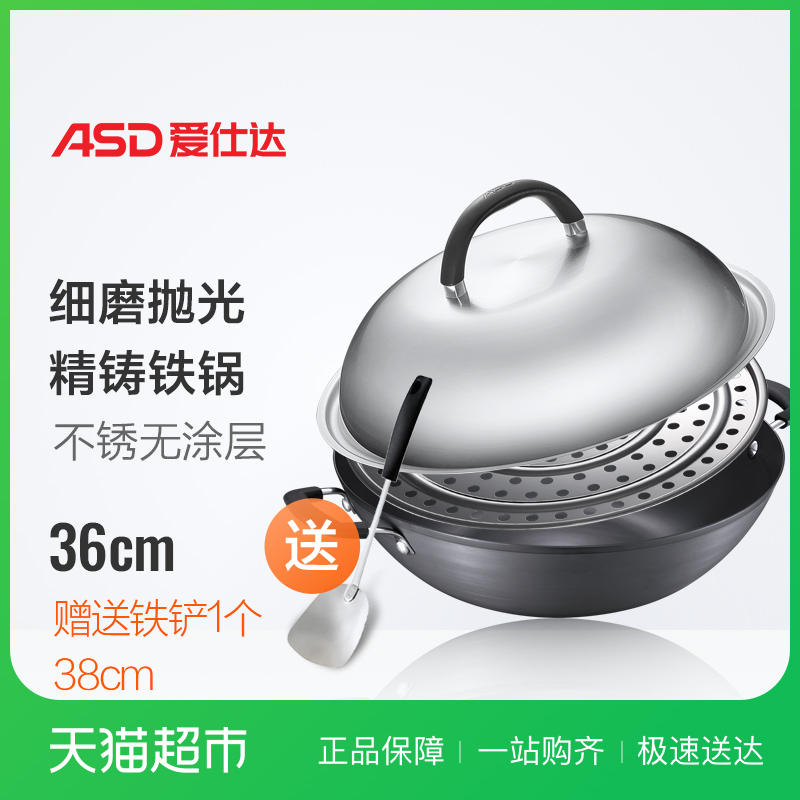 ASD爱仕达
细磨抛光
精铸铁锅
不锈无涂层
36cm
送
赠送铁铲1个
38cm
天猫超市
正品保障 | 一站购齐 | 极速送达